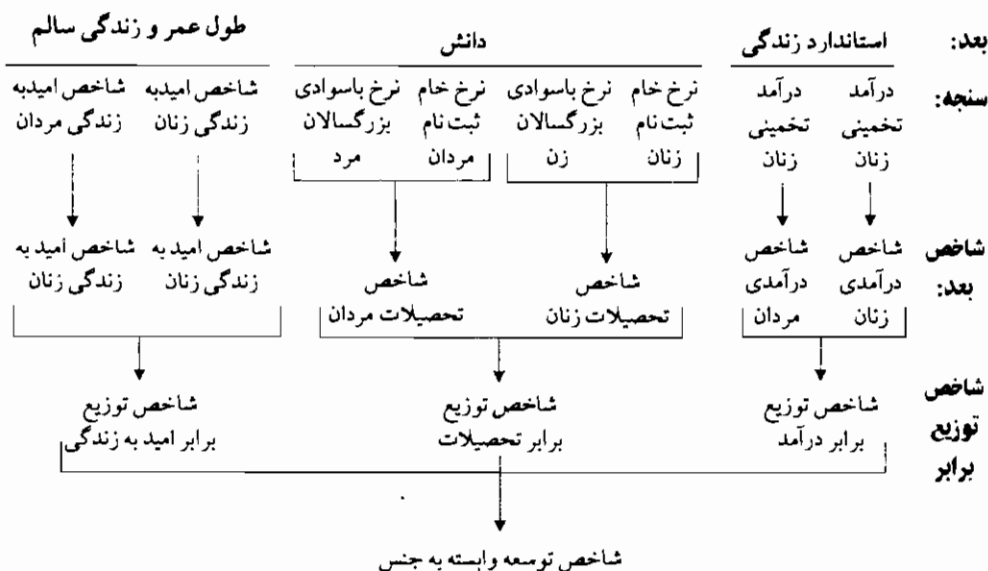 بعد:
استاندارد زندگی
دانش
طول عمر و زندگی سالم
سنجه:
درآمد
تخمینی
زنان
درآمد
تخمینی
زنان
نرخ خام
ثبت نام
زنان
نرخ باسوادی
بزرگسالان
زن
نرخ خام
ثبت نام
مردان
نرخ باسوادی
بزرگسالان
مرد
شاخص امیدبه
زندگی زنان
شاخص امیدبه
زندگی مردان
شاخص
بعد:
شاخص
درآمدی
زنان
شاخص
درآمدی
مردان
شاخص
تحصیلات زنان
شاخص
تحصیلات مردان
شاخص امید به
زندگی زنان
شاخص امید به
زندگی زنان
شاخص
توزیع
برابر
شاخص توزیع
برابر درآمد
شاخص توزیع
برابر تحصیلات
شاخص توزیع
برابر امید به زندگی
شاخص توسعه وابسته به جنس